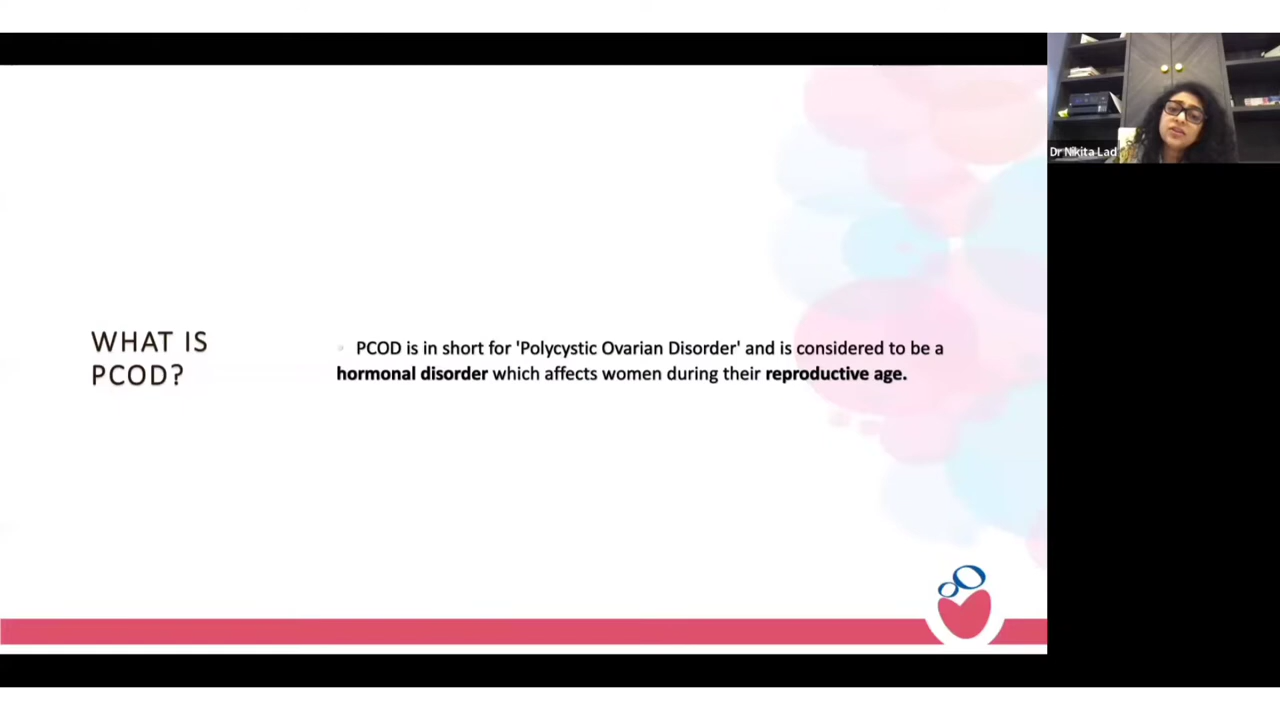 WHAT IS
PCOD?
PCOD is in short for 'Polycystic Ovarian Disorder' and is considered to be a
hormonal disorder which affects women during their reproductive age.
Dr Nikita Lad